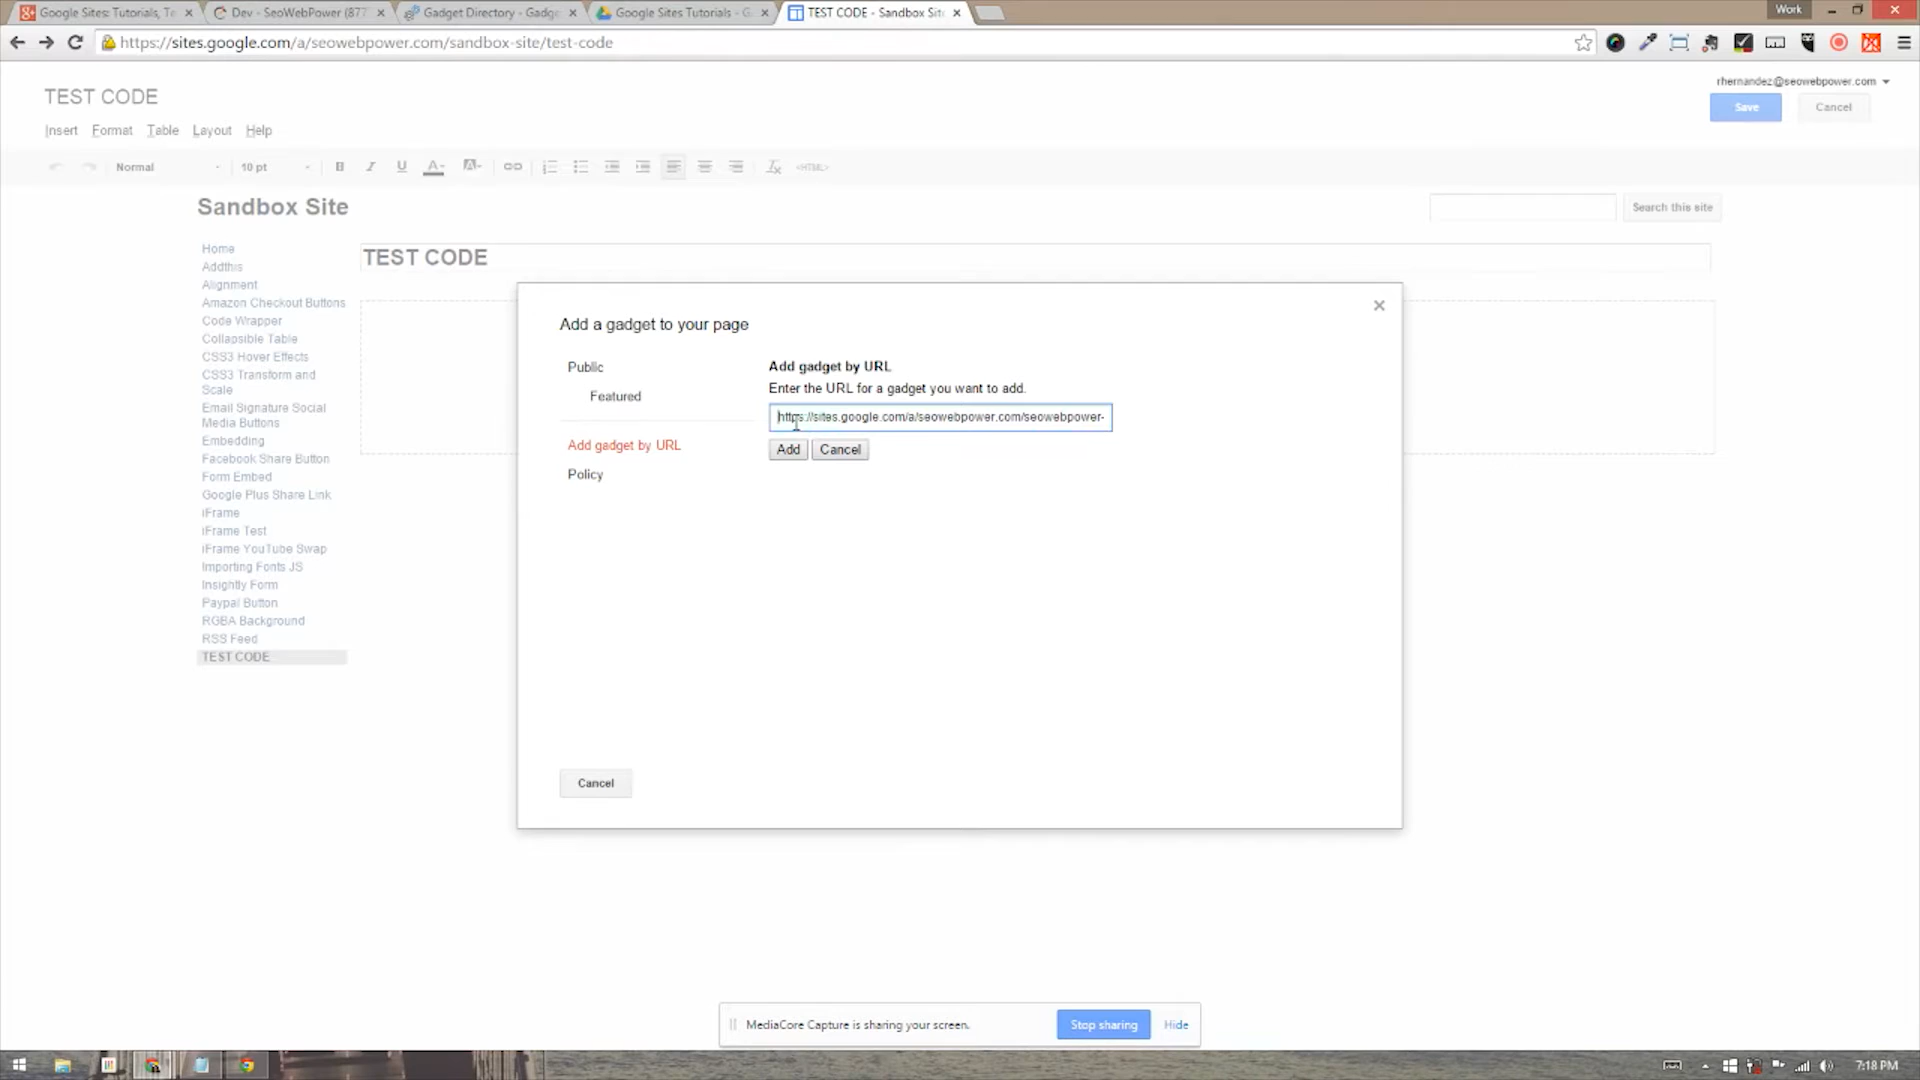 Google Sites: Tutorials, Te
Dev - SeoWebPower (877
Gadget Directory - Gadge
Google Sites Tutorials - G
TEST CODE - Sandbox Site
Work
https://sites.google.com/a/seowebpower.com/sandbox-site/test-code
TEST CODE
rhernandez@seowebpower.com
Save
Cancel
Insert Format Table Layout Help
Normal 10 pt B I U A A <HTML>
Sandbox Site
Search this site
TEST CODE
Home
Addthis
Alignment
Amazon Checkout Buttons
Code Wrapper
Collapsible Table
CSS3 Hover Effects
CSS3 Transform and
Scale
Email Signature Social
Media Buttons
Embedding
Facebook Share Button
Form Embed
Google Plus Share Link
iFrame
iFrame Test
iFrame YouTube Swap
Importing Fonts JS
Insightly Form
Paypal Button
RGBA Background
RSS Feed
TEST CODE
Add a gadget to your page
Public
Featured
Add gadget by URL
Policy
Add gadget by URL
Enter the URL for a gadget you want to add.
https://sites.google.com/a/seowebpower.com/seowebpower-
Add Cancel
Cancel
MediaCore Capture is sharing your screen.
Stop sharing
Hide
7:18 PM